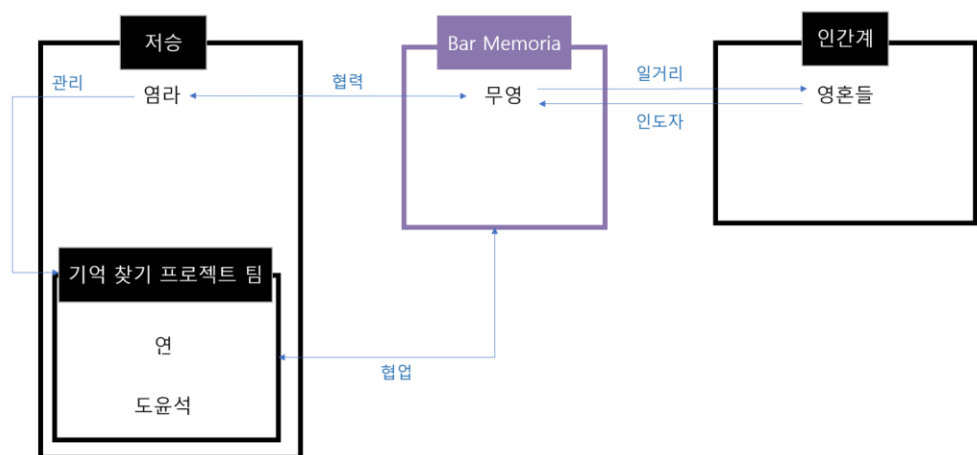 저승
Bar Memoria
인간계
관리
염라
협력
무영
일거리
인도자
영혼들
기억 찾기 프로젝트 팀
연
도윤석
협업